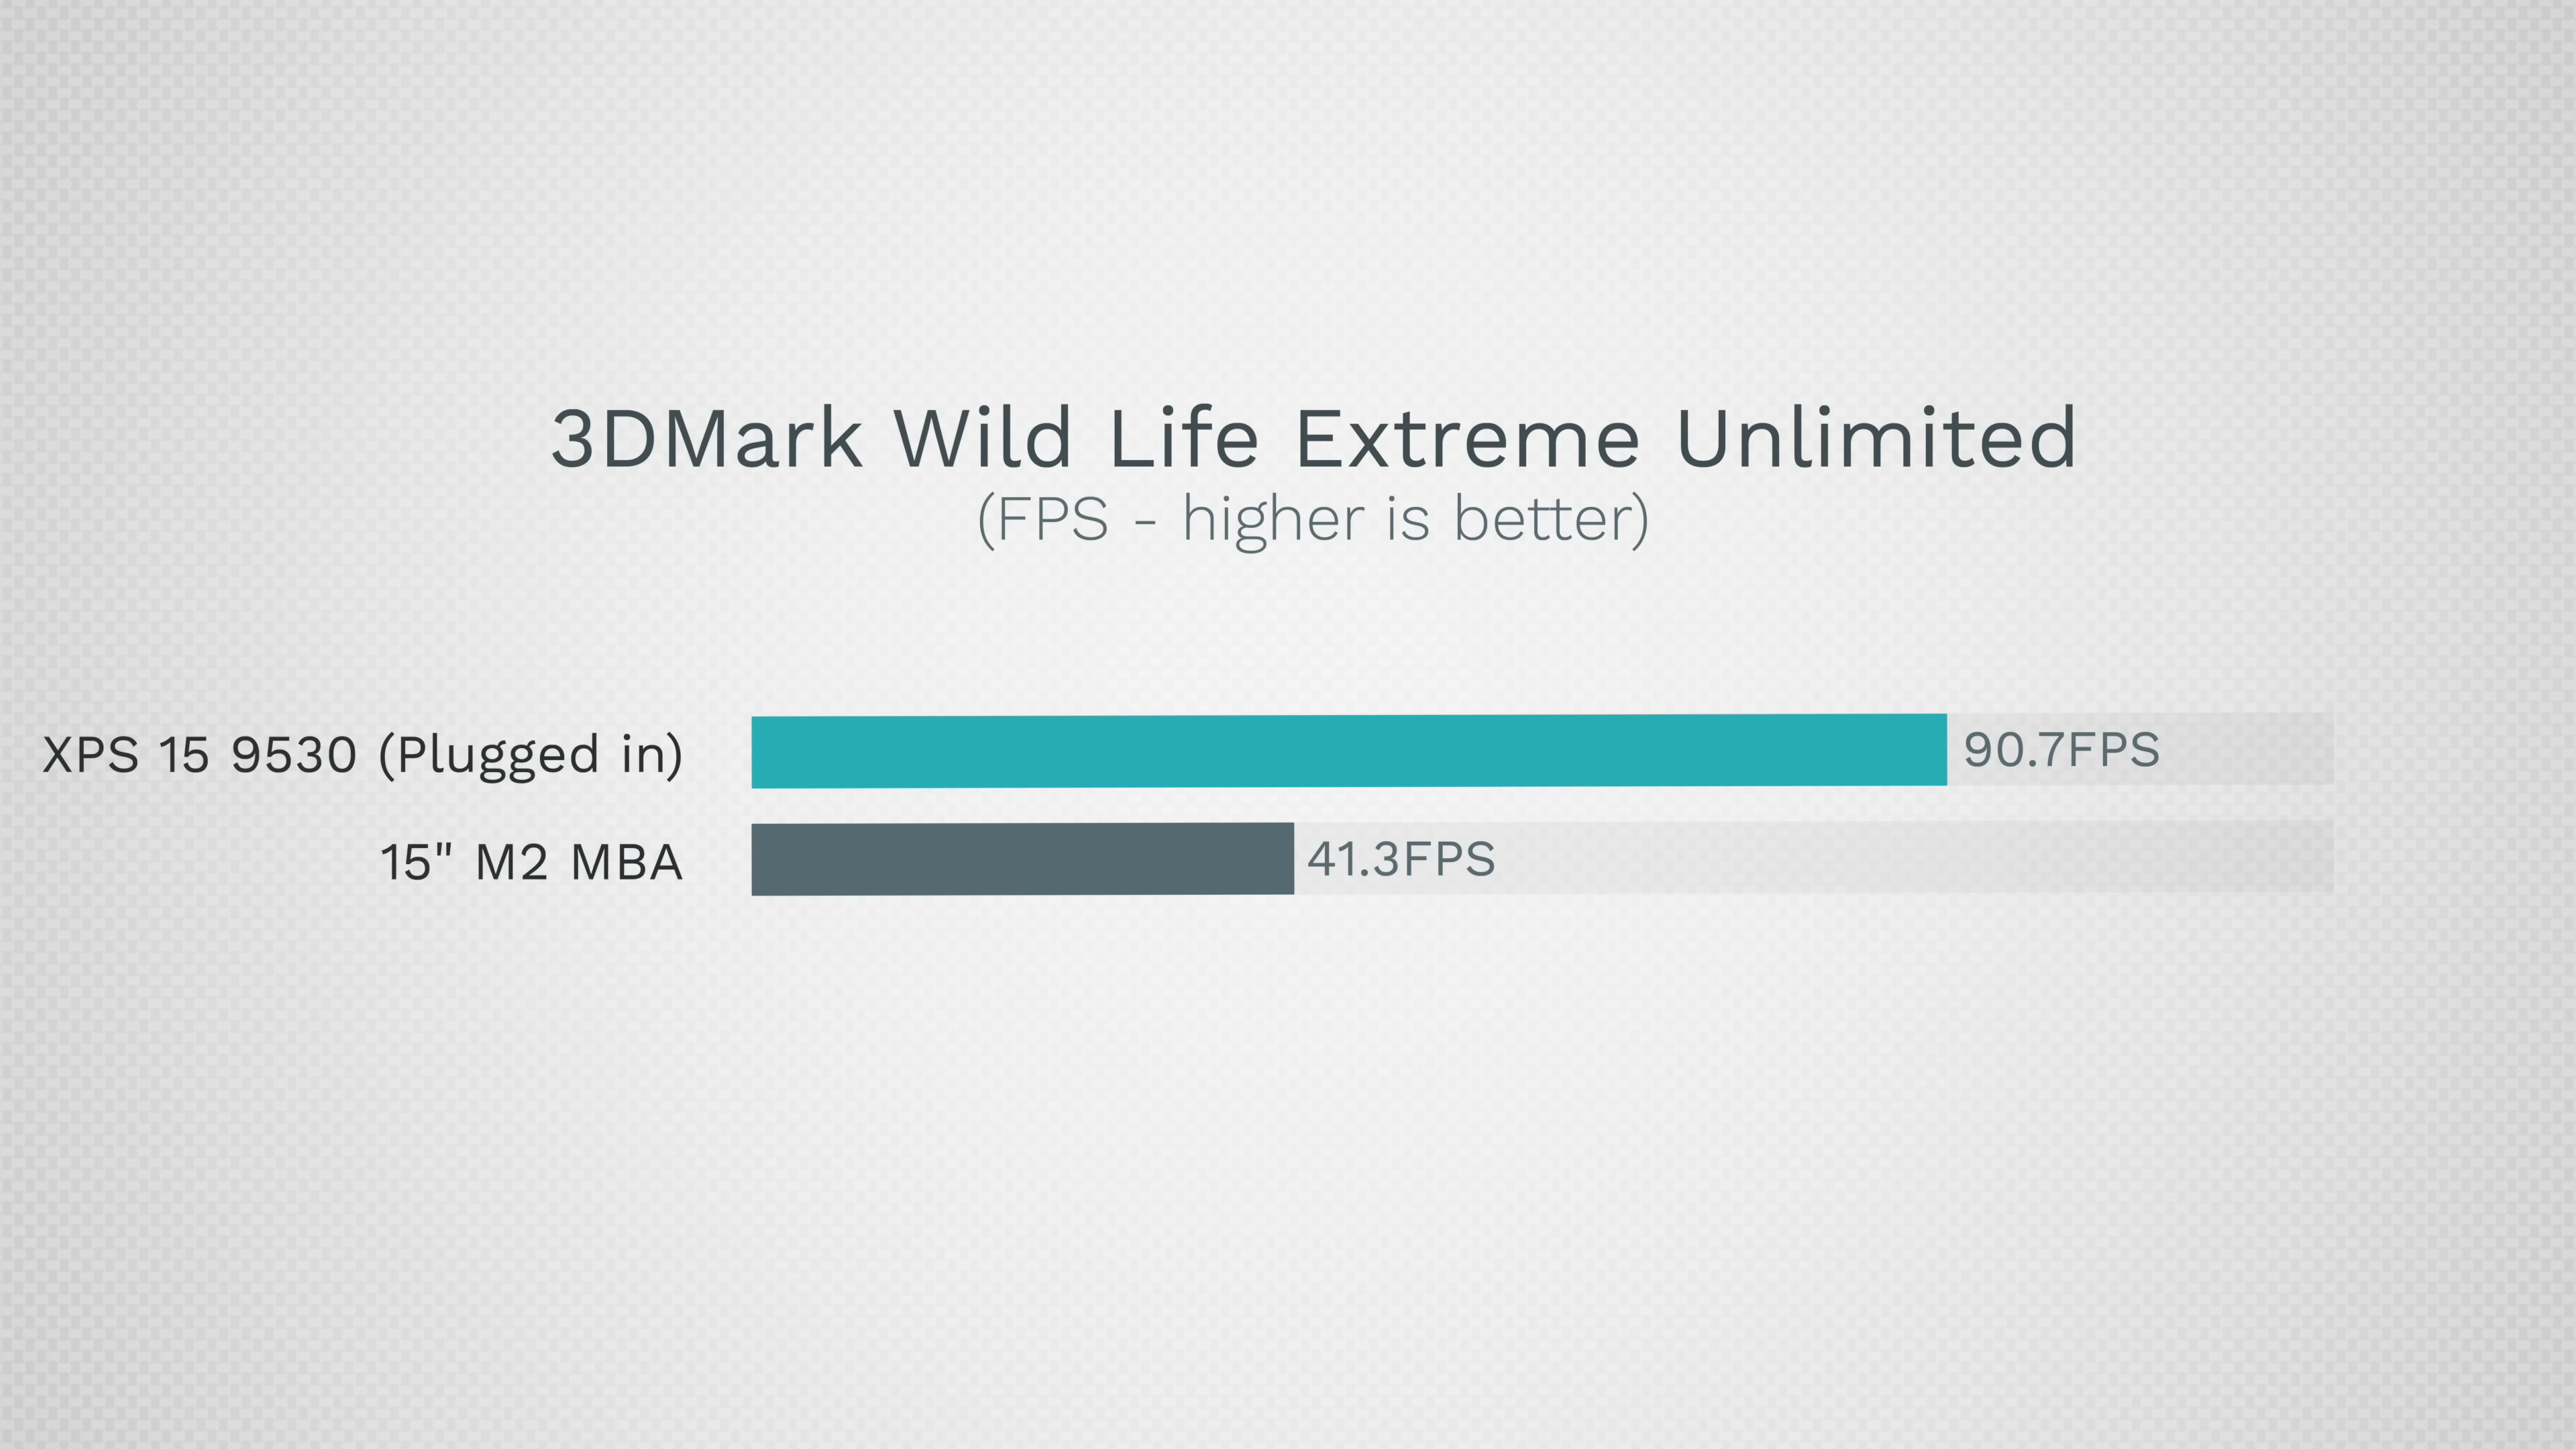 3DMark Wild Life Extreme Unlimited
(FPS - higher is better)
XPS 15 9530 (Plugged in) 90.7FPS
15" M2 MBA 41.3FPS